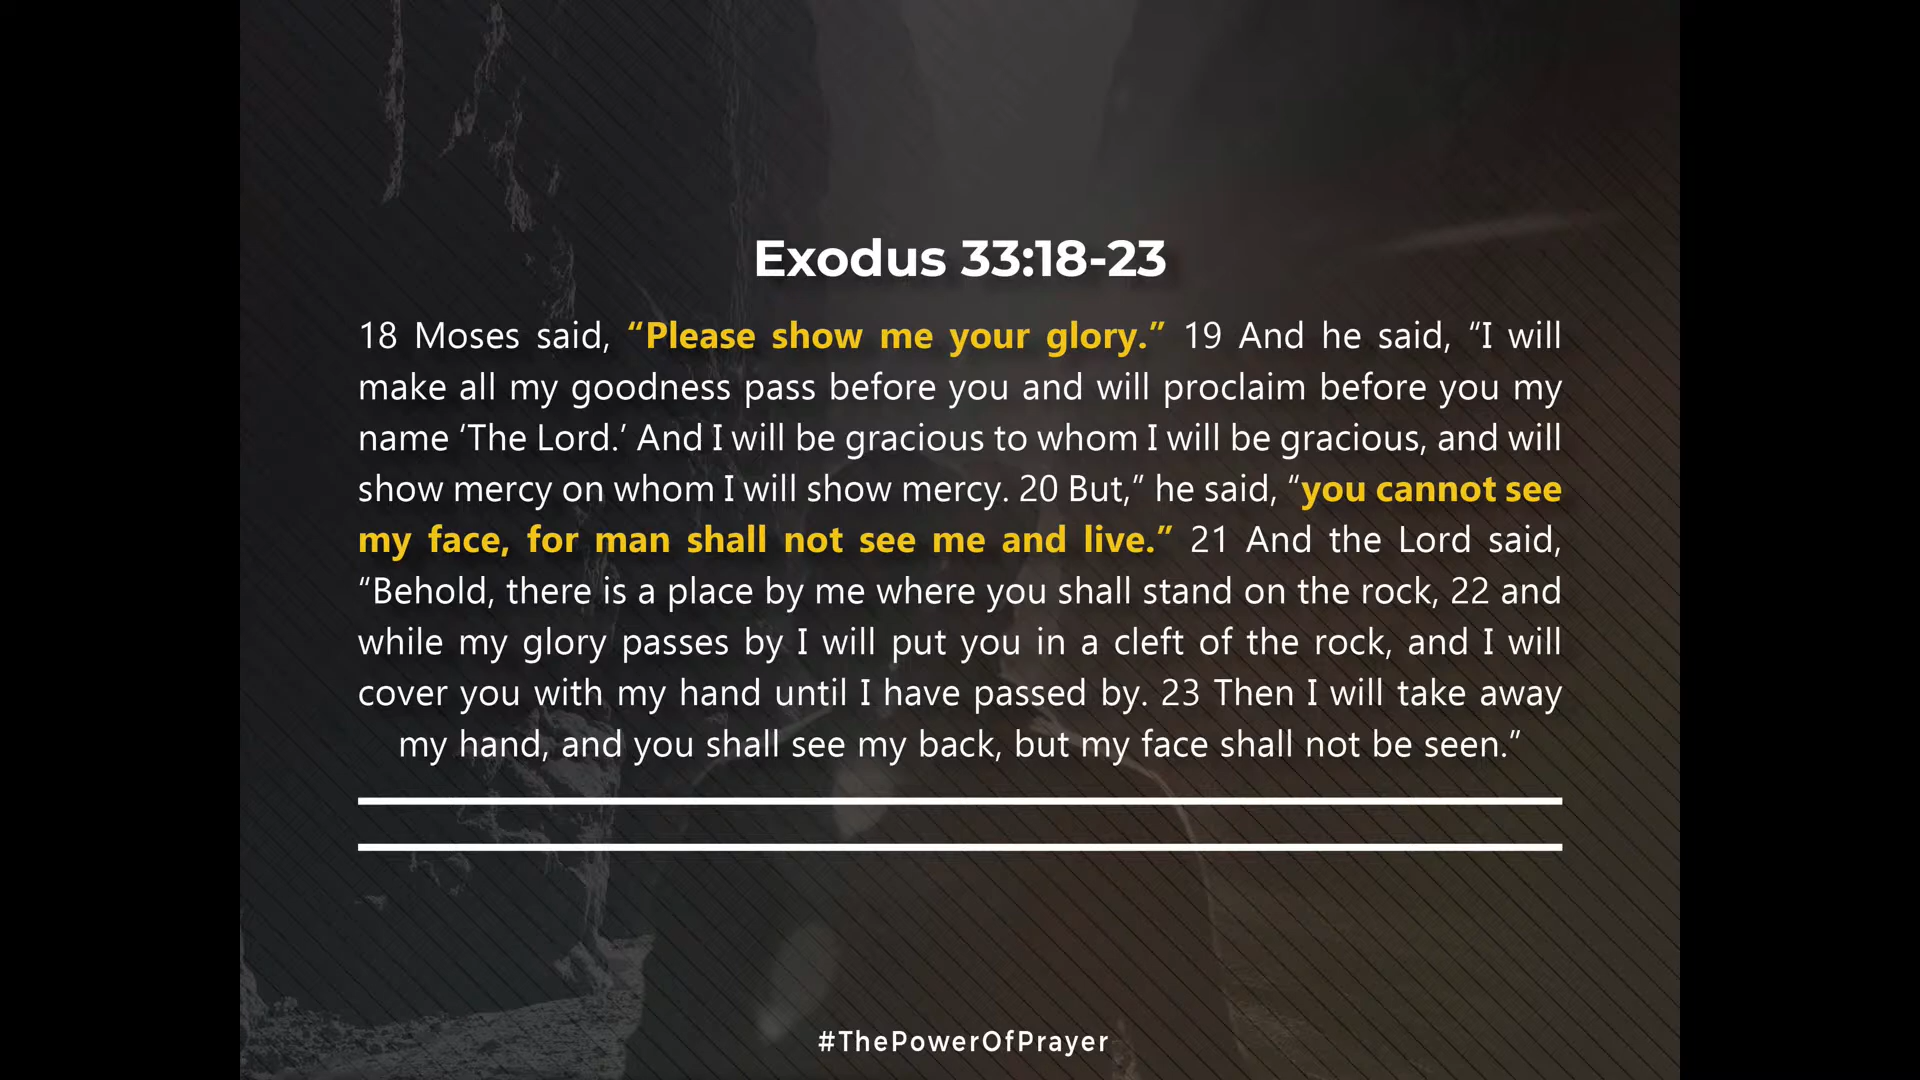 Exodus 33:18-23
18 Moses said, “Please show me your glory.” 19 And he said, “I will
make all my goodness pass before you and will proclaim before you my
name ‘The Lord.’ And I will be gracious to whom I will be gracious, and will
show mercy on whom I will show mercy. 20 But,” he said, “you cannot see
my face, for man shall not see me and live.” 21 And the Lord said,
“Behold, there is a place by me where you shall stand on the rock, 22 and
while my glory passes by I will put you in a cleft of the rock, and I will
cover you with my hand until I have passed by. 23 Then I will take away
my hand, and you shall see my back, but my face shall not be seen.”
#ThePowerOfPrayer